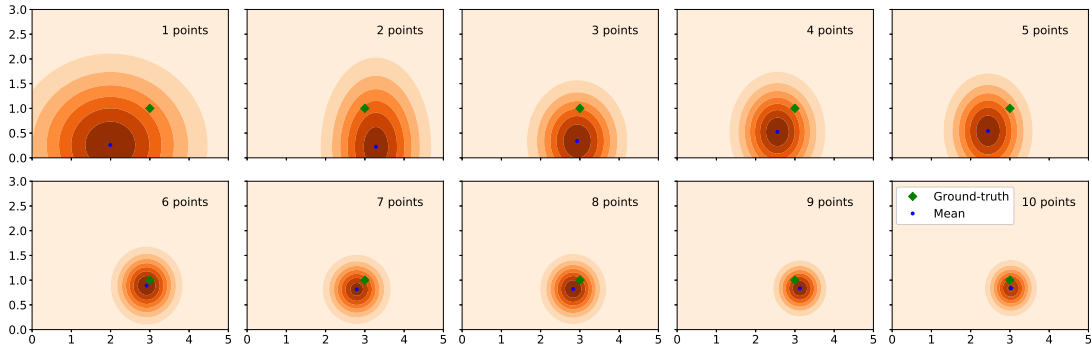 3.0
2.5
2.0
1.5
1.0
0.5
0.0
1 points
2 points
3 points
4 points
5 points
3.0
2.5
2.0
1.5
1.0
0.5
0.0
6 points
7 points
8 points
9 points
10 points
Ground-truth
Mean
0 1 2 3 4 5
0 1 2 3 4 5
0 1 2 3 4 5
0 1 2 3 4 5
0 1 2 3 4 5